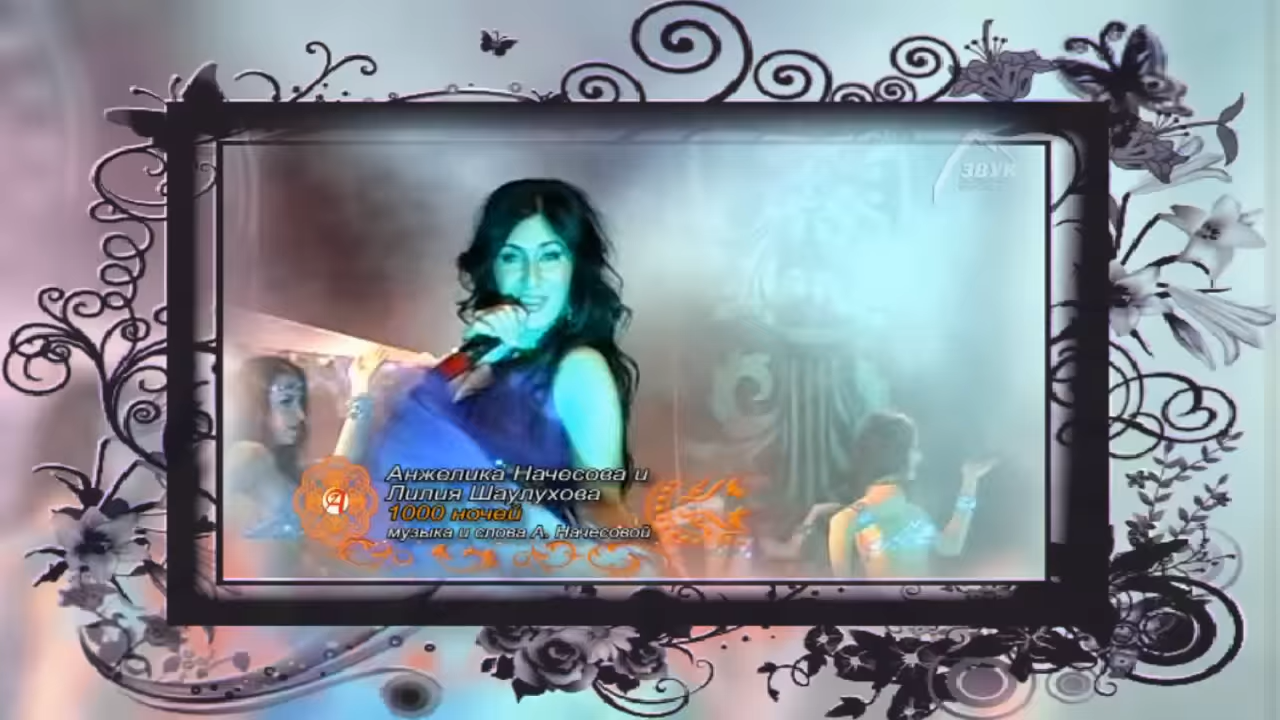 ЗВУК
Анжелика Начесова и
Лилия Шаулухова
1000 ночей
музыка и слова А. Начесовой
А